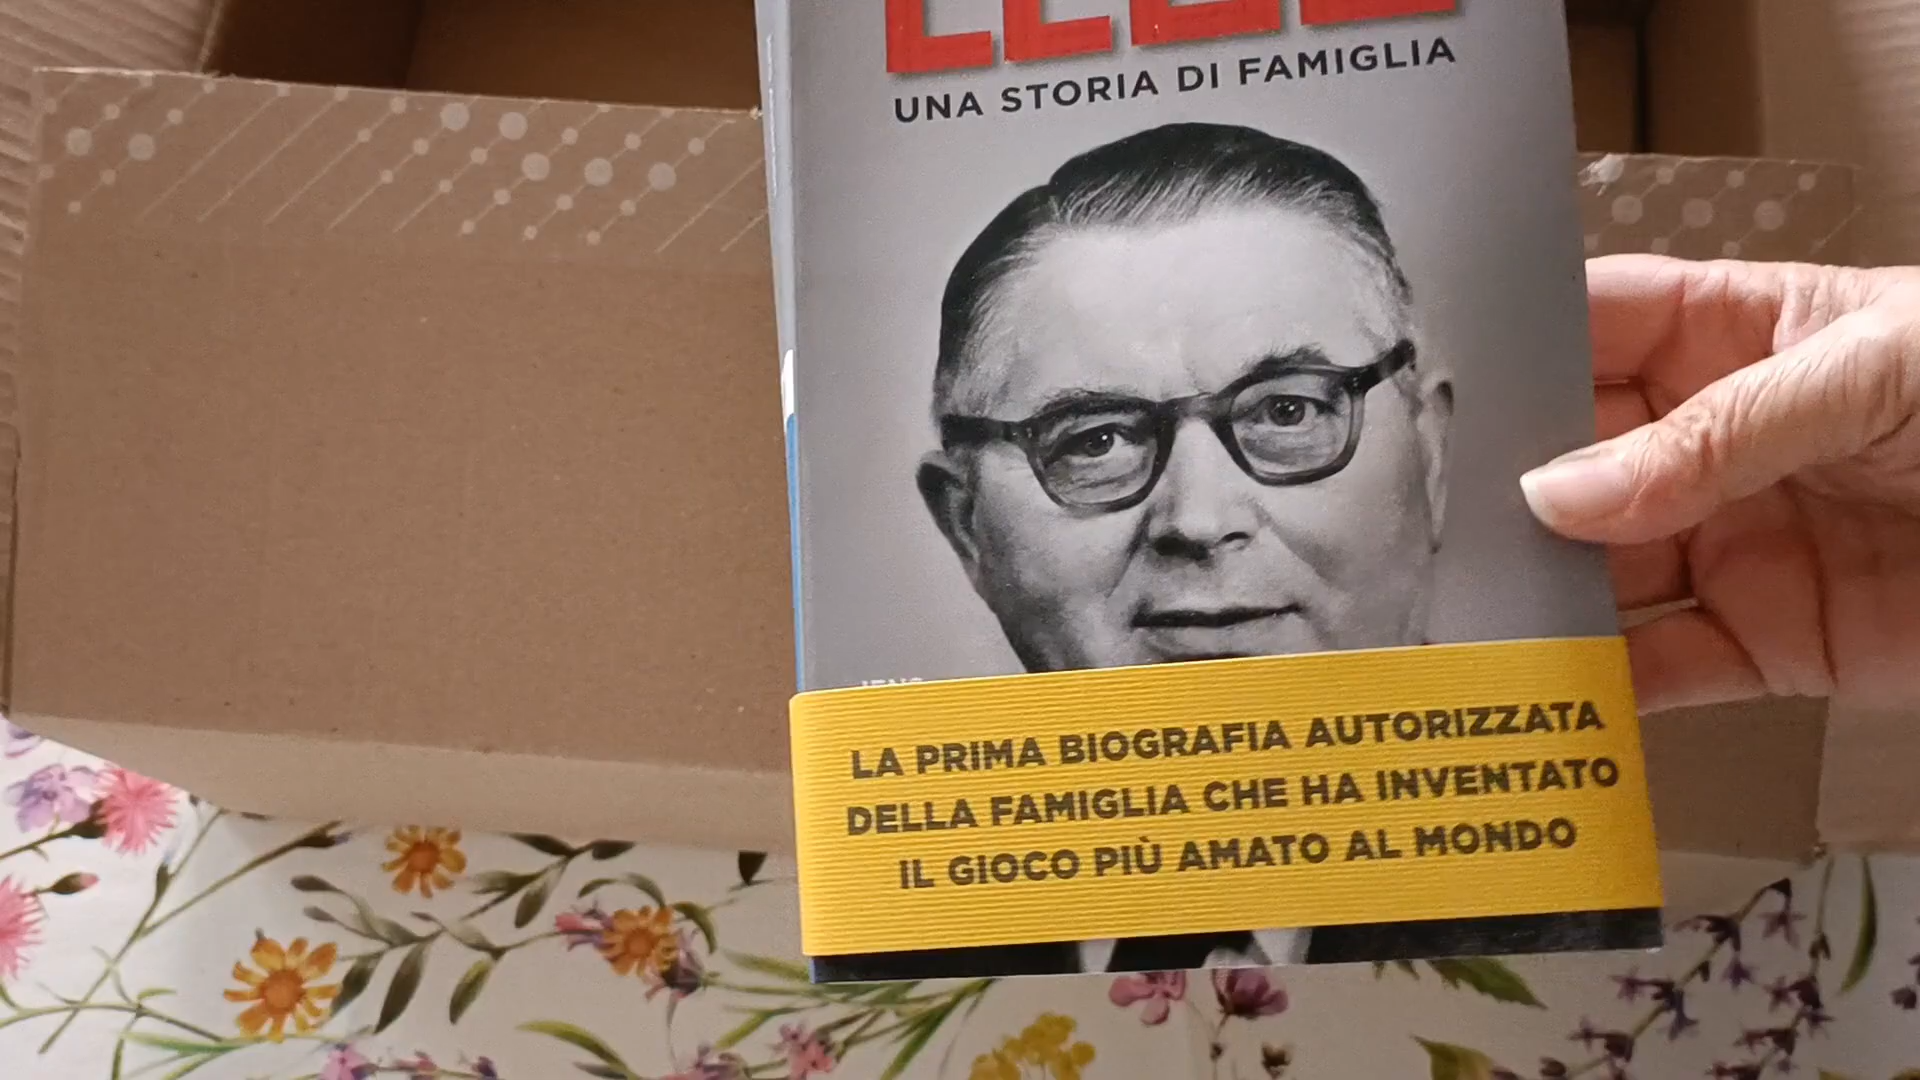 UNA STORIA DI FAMIGLIA
LA PRIMA BIOGRAFIA AUTORIZZATA
DELLA FAMIGLIA CHE HA INVENTATO
IL GIOCO PIÙ AMATO AL MONDO